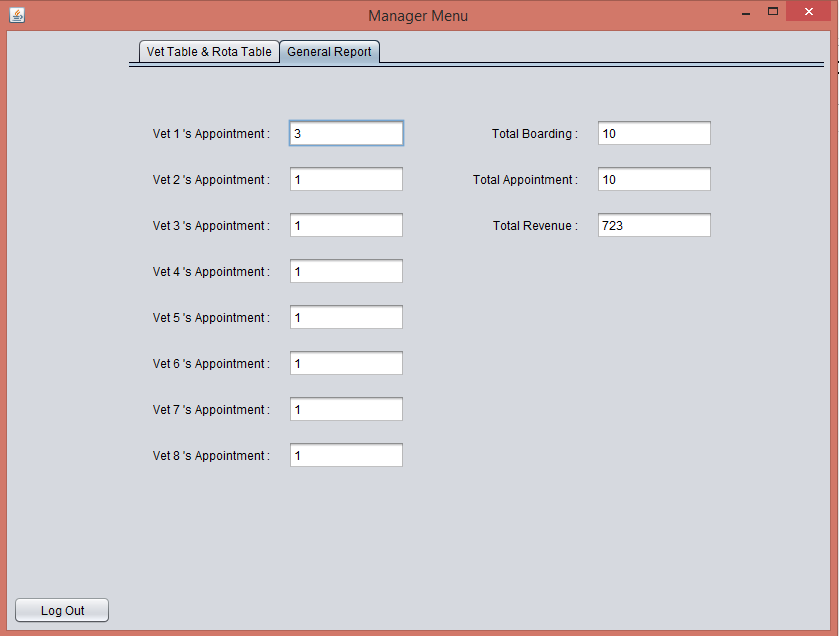 Manager Menu
Vet Table & Rota Table General Report
Vet 1 's Appointment : 3 Total Boarding : 10
Vet 2 's Appointment : 1 Total Appointment : 10
Vet 3 's Appointment : 1 Total Revenue : 723
Vet 4 's Appointment : 1
Vet 5 's Appointment : 1
Vet 6 's Appointment : 1
Vet 7 's Appointment : 1
Vet 8 's Appointment : 1
Log Out